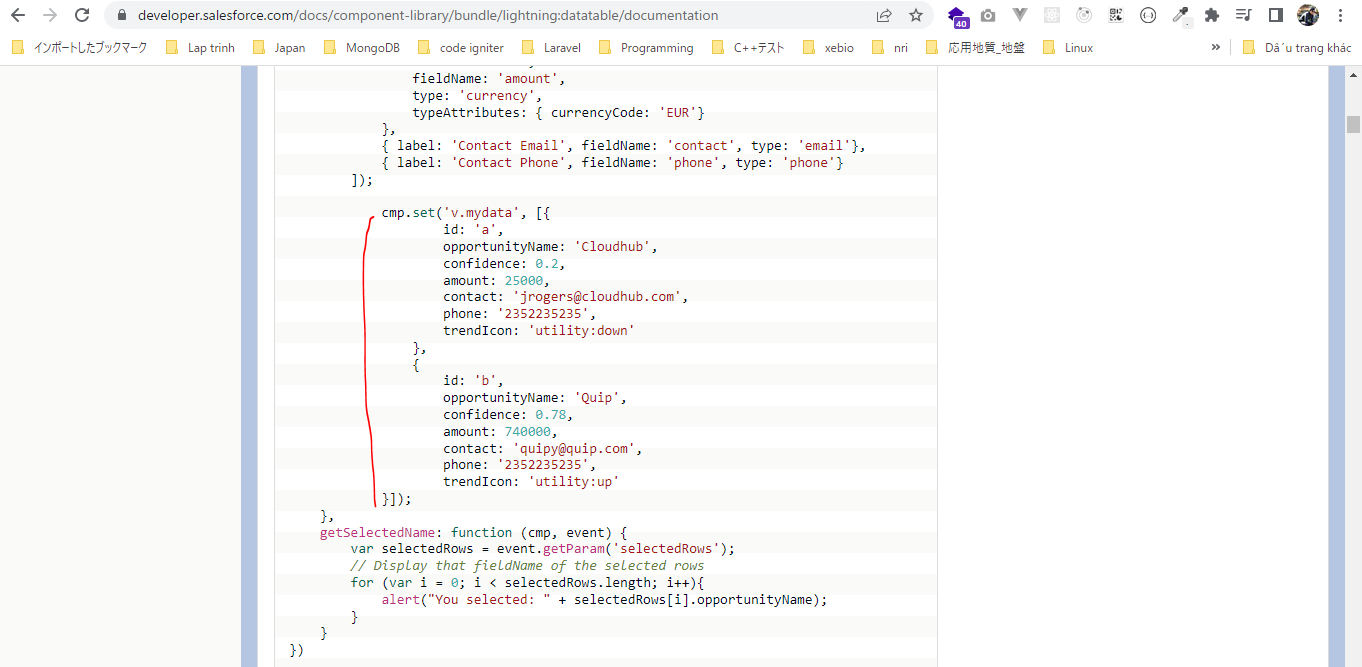 developer.salesforce.com/docs/component-library/bundle/lightning:datatable/documentation
40
インポートしたブックマーク Lap trinh Japan MongoDB code igniter Laravel Programming C++テスト xebio nri 応用地質_地盤 Linux » Dấu trang khác
fieldName: 'amount',
type: 'currency',
typeAttributes: { currencyCode: 'EUR'}
},
{ label: 'Contact Email', fieldName: 'contact', type: 'email'},
{ label: 'Contact Phone', fieldName: 'phone', type: 'phone'}
]);
cmp.set('v.mydata', [{
id: 'a',
opportunityName: 'Cloudhub',
confidence: 0.2,
amount: 25000,
contact: 'jrogers@cloudhub.com',
phone: '2352235235',
trendIcon: 'utility:down'
},
{
id: 'b',
opportunityName: 'Quip',
confidence: 0.78,
amount: 740000,
contact: 'quipy@quip.com',
phone: '2352235235',
trendIcon: 'utility:up'
}]);
},
getSelectedName: function (cmp, event) {
var selectedRows = event.getParam('selectedRows');
// Display that fieldName of the selected rows
for (var i = 0; i < selectedRows.length; i++){
alert("You selected: " + selectedRows[i].opportunityName);
}
}
})